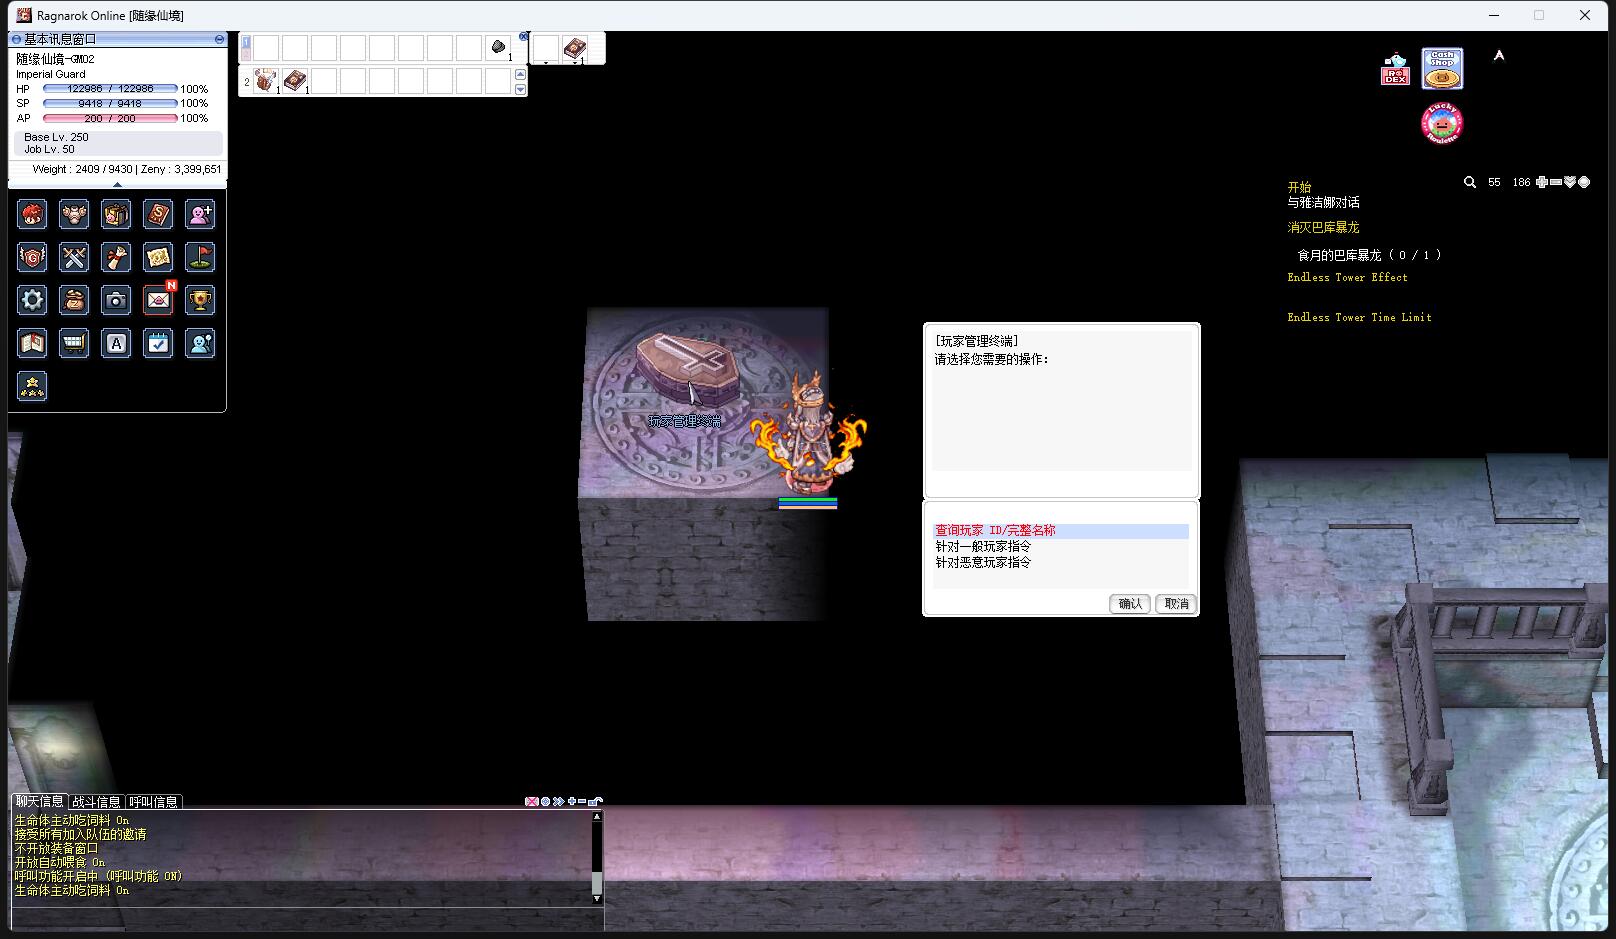 Ragnarok Online [随缘仙境]
基本讯息窗口
随缘仙境-GM02
Imperial Guard
HP 122986 / 122986 100%
SP 9418 / 9418 100%
AP 200 / 200 100%
Base Lv. 250
Job Lv. 50
Weight : 2409 / 9430 | Zeny : 3,399,651
1
1
2
1
1
RODEX
Cash Shop
Lucky Roulette
55 186
开始
与雅洁娜对话
消灭巴库暴龙
食月的巴库暴龙 ( 0 / 1 )
Endless Tower Effect
Endless Tower Time Limit
N
A
玩家管理终端
[玩家管理终端]
请选择您需要的操作:
查询玩家 ID/完整名称
针对一般玩家指令
针对恶意玩家指令
确认 取消
聊天信息 战斗信息 呼叫信息
生命体主动吃饲料 On
接受所有加入队伍的邀请
不开放装备窗口
开放自动喂食 On
呼叫功能开启中 (呼叫功能 ON)
生命体主动吃饲料 On